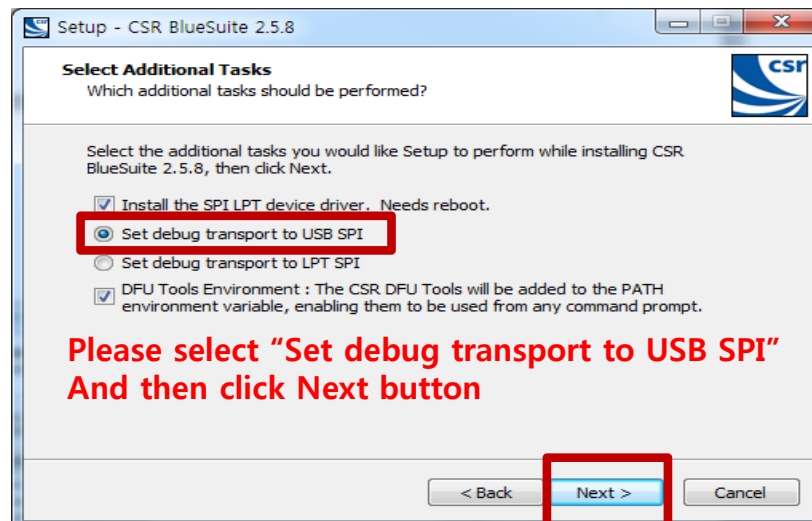 Setup - CSR BlueSuite 2.5.8
Select Additional Tasks
Which additional tasks should be performed?
csr
Select the additional tasks you would like Setup to perform while installing CSR
BlueSuite 2.5.8, then click Next.
Install the SPI LPT device driver. Needs reboot.
Set debug transport to USB SPI
Set debug transport to LPT SPI
DFU Tools Environment : The CSR DFU Tools will be added to the PATH
environment variable, enabling them to be used from any command prompt.
Please select “Set debug transport to USB SPI”
And then click Next button
< Back Next > Cancel